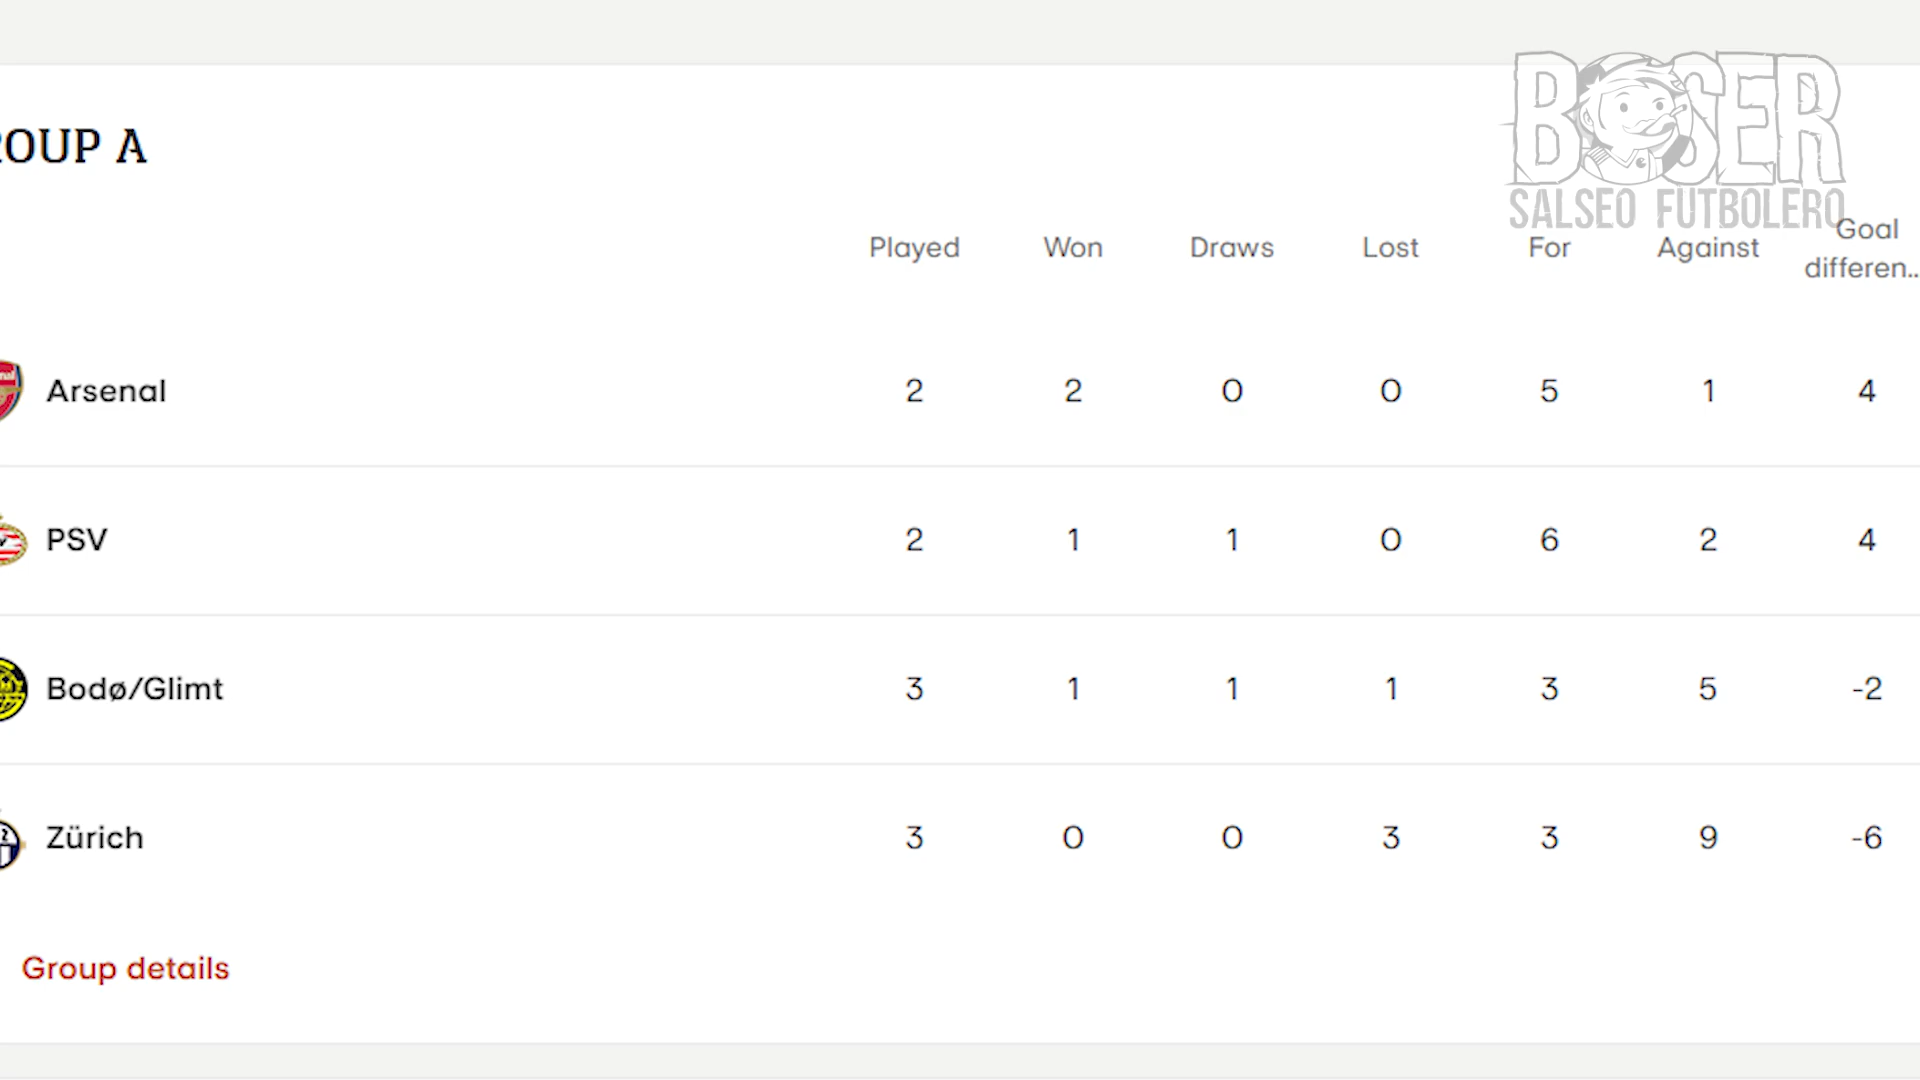 ROUP A
BOSER
SALSEO FUTBOLERO
Played Won Draws Lost For Against Goal differen..
Arsenal 2 2 0 0 5 1 4
PSV 2 1 1 0 6 2 4
Bodø/Glimt 3 1 1 1 3 5 -2
Zürich 3 0 0 3 3 9 -6
Group details